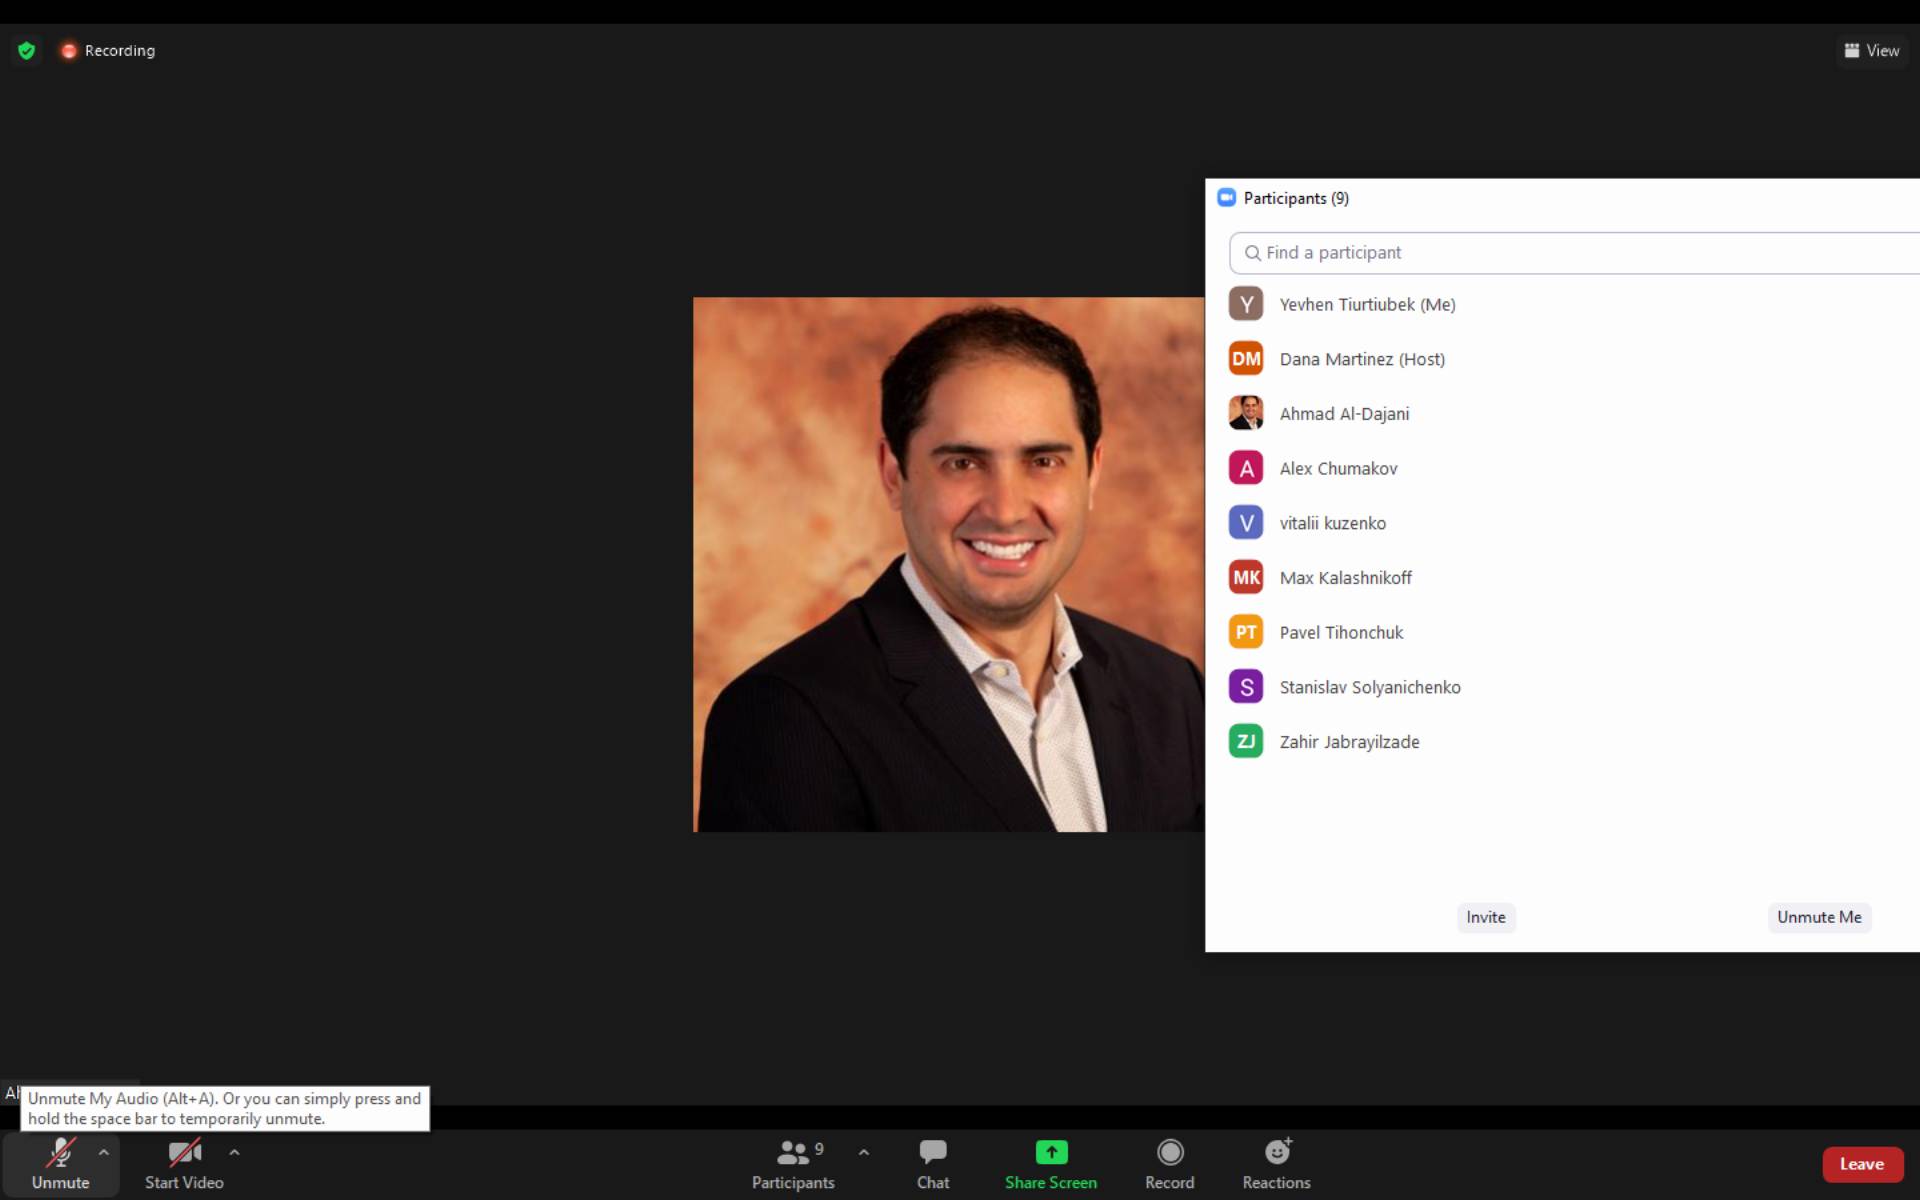 Recording
View
Participants (9)
Find a participant
Y Yevhen Tiurtiubek (Me)
DM Dana Martinez (Host)
Ahmad Al-Dajani
A Alex Chumakov
V vitalii kuzenko
MK Max Kalashnikoff
PT Pavel Tihonchuk
S Stanislav Solyanichenko
ZJ Zahir Jabrayilzade
Invite
Unmute Me
Unmute My Audio (Alt+A). Or you can simply press and
hold the space bar to temporarily unmute.
9
Unmute
Start Video
Participants
Chat
Share Screen
Record
Reactions
Leave